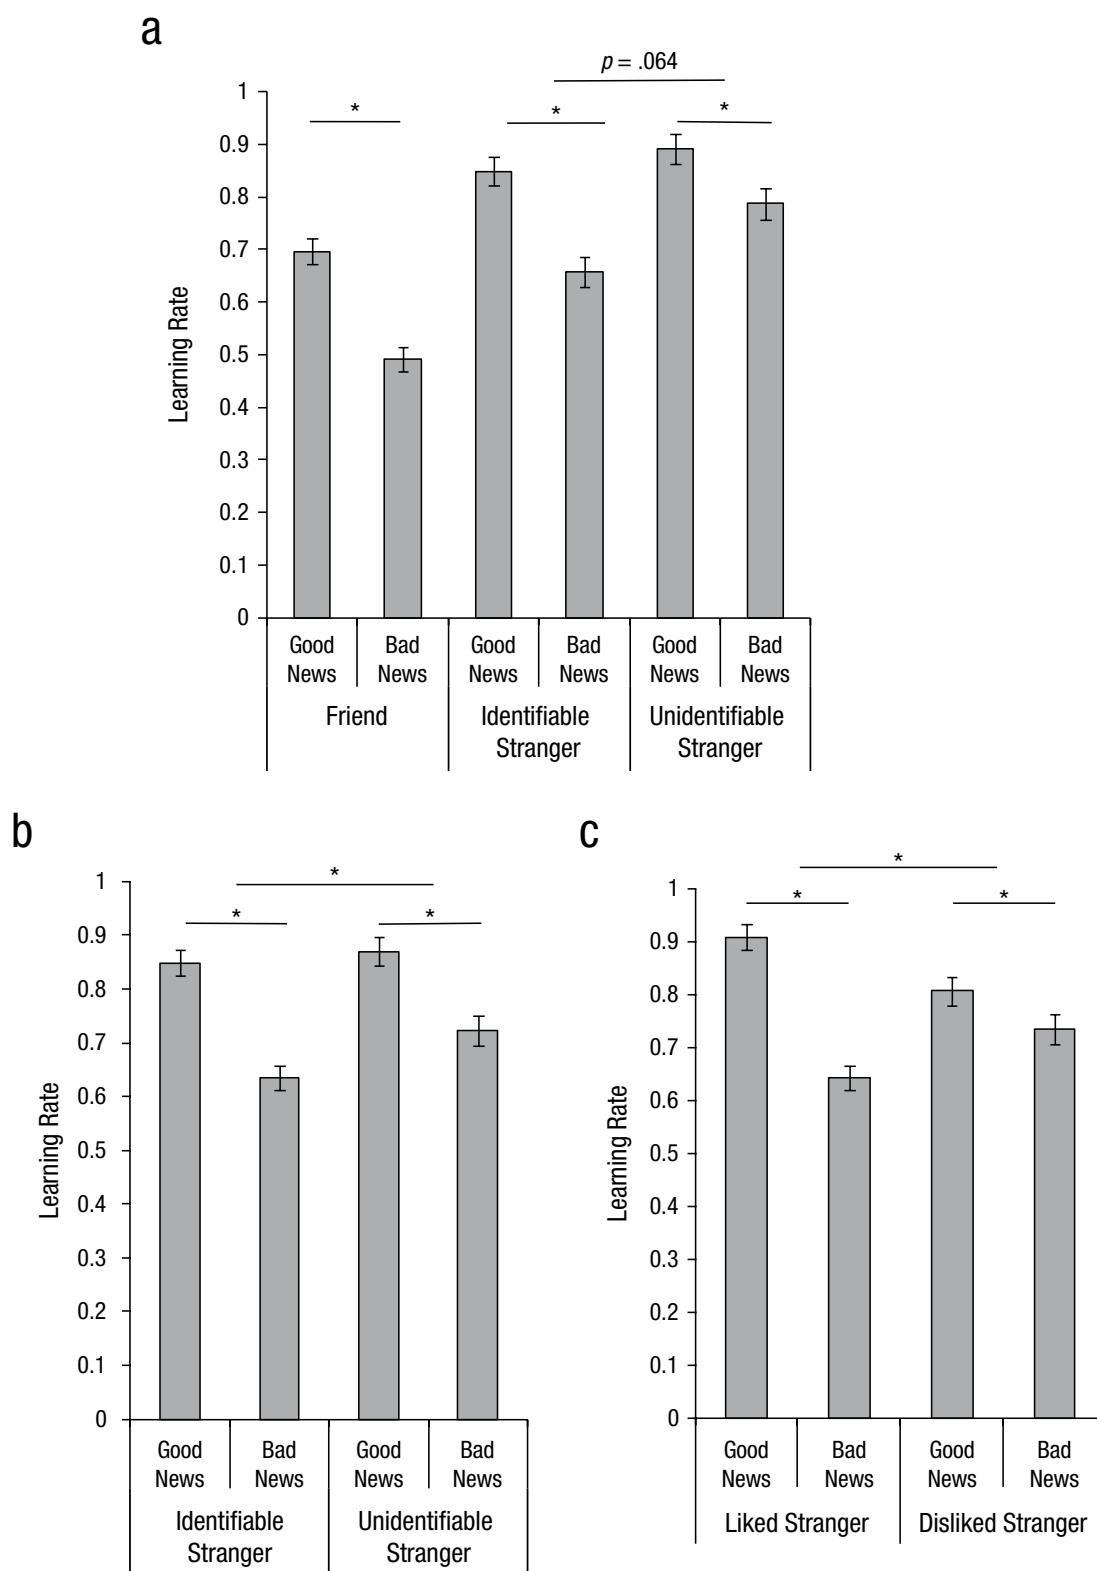 a
p = .064
*
*
*
1
0.9
0.8
0.7
0.6
0.5
0.4
0.3
0.2
0.1
0
Learning Rate
Good News
Bad News
Good News
Bad News
Good News
Bad News
Friend
Identifiable Stranger
Unidentifiable Stranger
b
*
*
*
1
0.9
0.8
0.7
0.6
0.5
0.4
0.3
0.2
0.1
0
Learning Rate
Good News
Bad News
Good News
Bad News
Identifiable Stranger
Unidentifiable Stranger
c
*
*
*
1
0.9
0.8
0.7
0.6
0.5
0.4
0.3
0.2
0.1
0
Learning Rate
Good News
Bad News
Good News
Bad News
Liked Stranger
Disliked Stranger